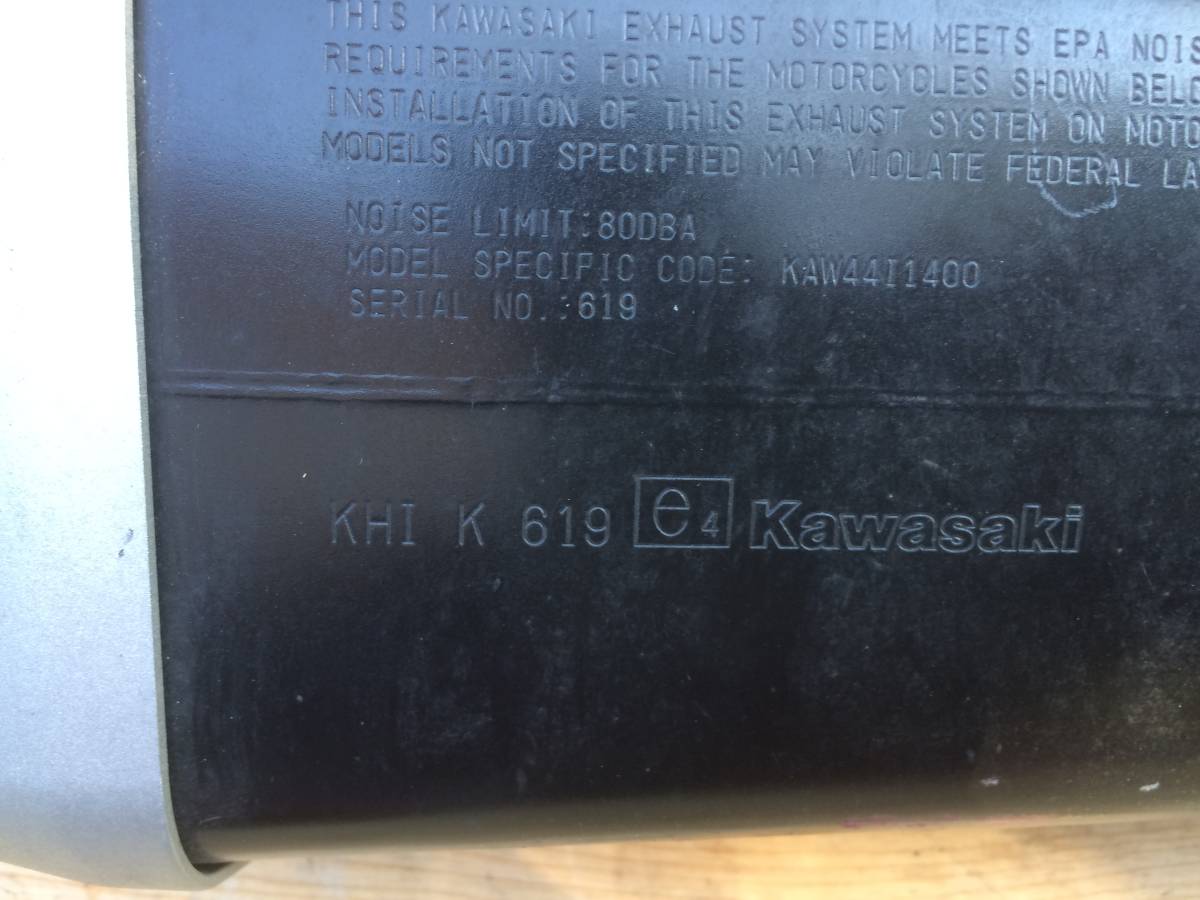 THIS KAWASAKI EXHAUST SYSTEM MEETS EPA NOIS
REQUIREMENTS FOR THE MOTORCYCLES SHOWN BELO
INSTALLATION OF THIS EXHAUST SYSTEM ON MOTO
MODELS NOT SPECIFIED MAY VIOLATE FEDERAL LA
NOISE LIMIT:80DBA
MODEL SPECIFIC CODE: KAW44I1400
SERIAL NO.:619
KHI K 619 e4 Kawasaki